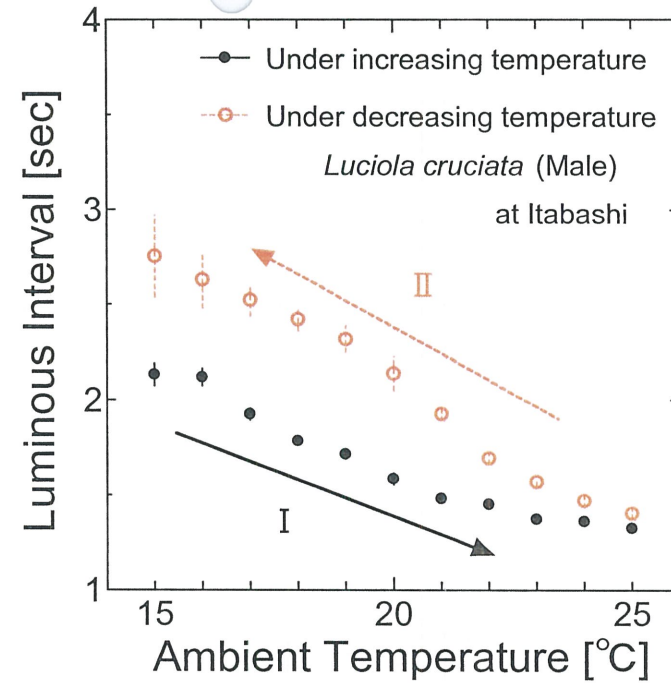 4
Under increasing temperature
Under decreasing temperature
Luciola cruciata (Male)
at Itabashi
3
II
2
I
1
15 20 25
Luminous Interval [sec]
Ambient Temperature [°C]